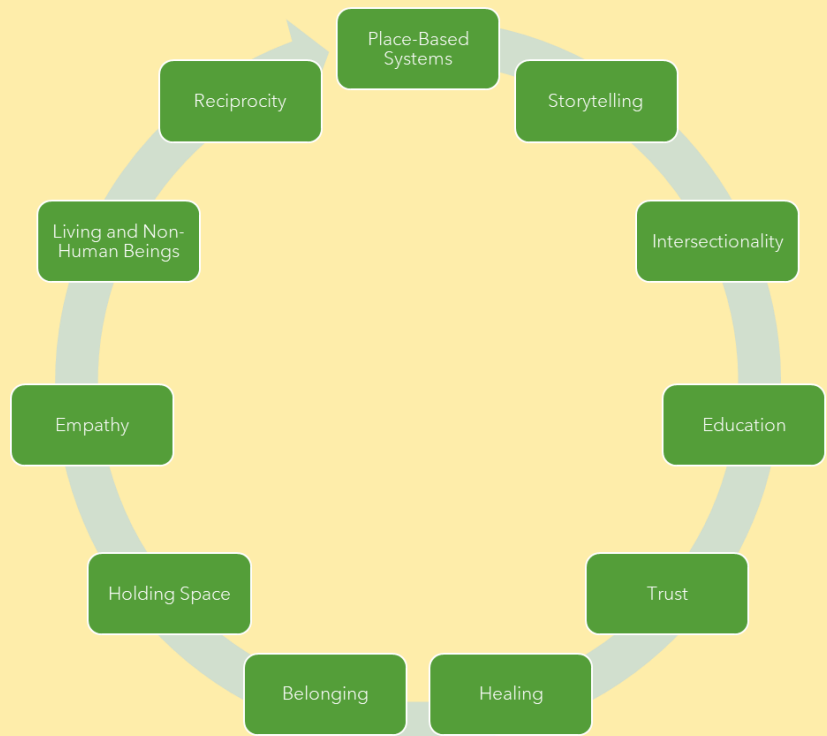 Place-Based
Systems
Storytelling
Intersectionality
Education
Trust
Healing
Belonging
Holding Space
Empathy
Living and Non-
Human Beings
Reciprocity